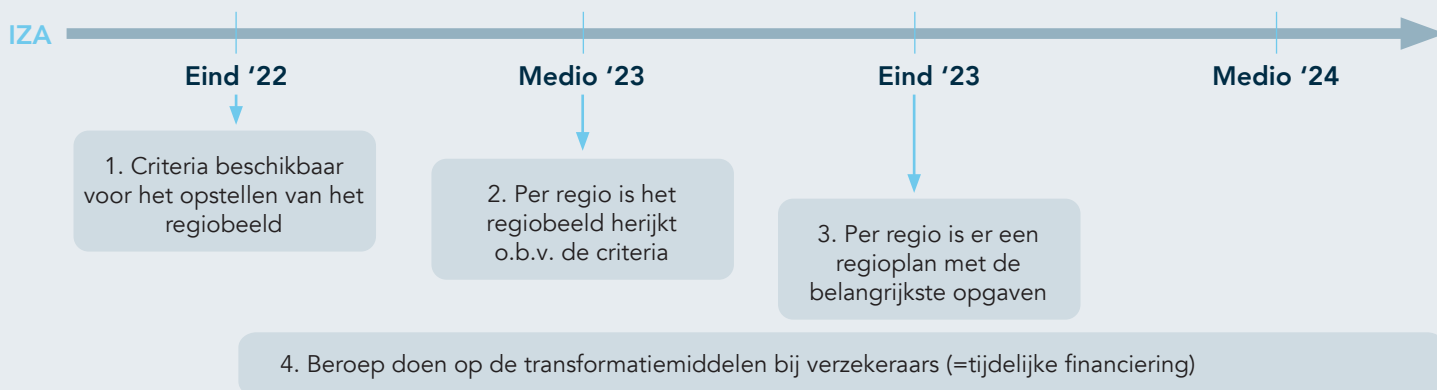 IZA
Eind ‘22
Medio ‘23
Eind ‘23
Medio ‘24
1. Criteria beschikbaar
voor het opstellen van het
regiobeeld
2. Per regio is het
regiobeeld herijkt
o.b.v. de criteria
3. Per regio is er een
regioplan met de
belangrijkste opgaven
4. Beroep doen op de transformatiemiddelen bij verzekeraars (=tijdelijke financiering)